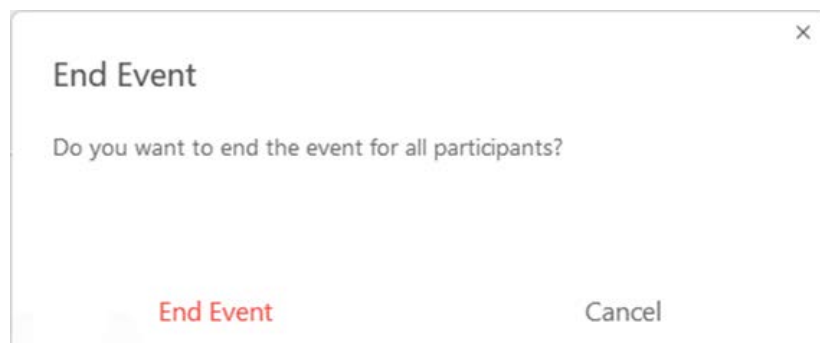 End Event
Do you want to end the event for all participants?
End Event Cancel